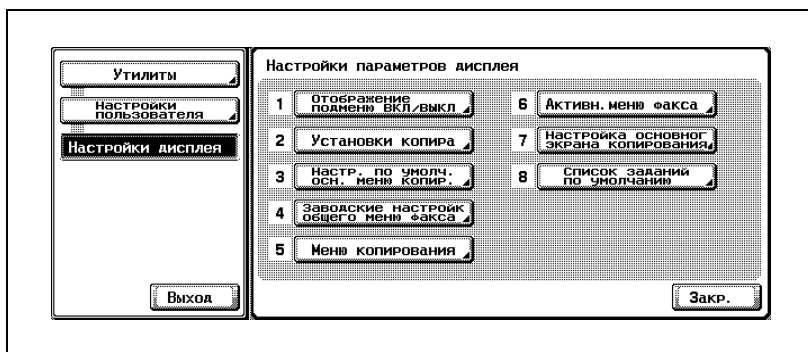 Утилиты
Настройки
пользователя
Настройки дисплея
Выход
Настройки параметров дисплея
1 Отображение
подменю ВКЛ/ВЫКЛ
2 Установки копира
3 Настр. по умолч.
осн. меню копир.
4 Заводские настройк
общего меню факса
5 Меню копирования
6 Активн.меню факса
7 Настройка основног
экрана копирования
8 Список заданий
по умолчанию
Закр.